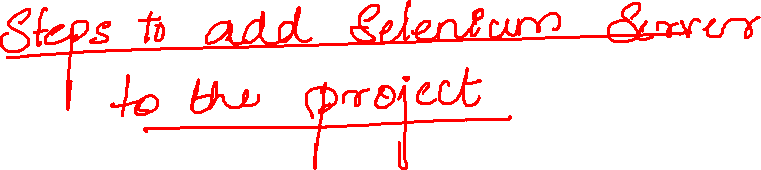 Steps to add Selenium Server
to the project